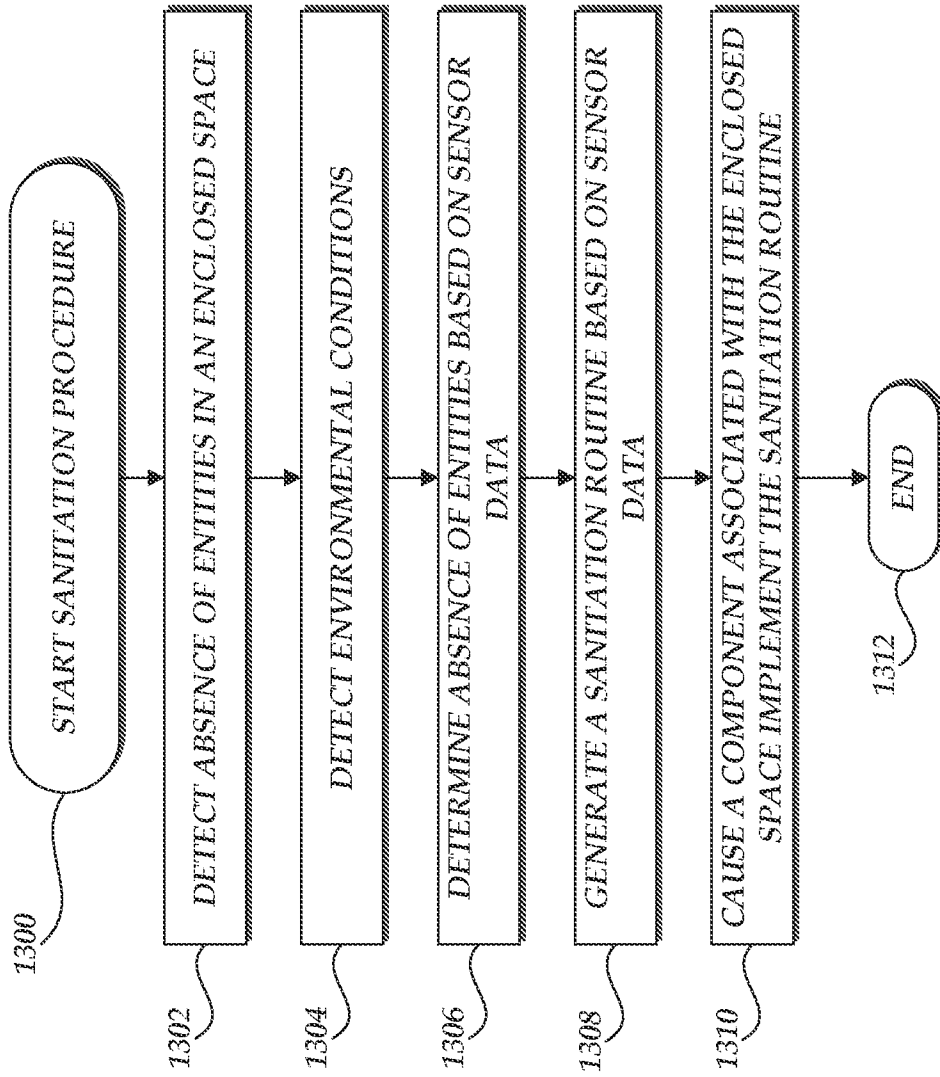 1300
START SANITATION PROCEDURE
1302
DETECT ABSENCE OF ENTITIES IN AN ENCLOSED SPACE
1304
DETECT ENVIRONMENTAL CONDITIONS
1306
DETERMINE ABSENCE OF ENTITIES BASED ON SENSOR
DATA
1308
GENERATE A SANITATION ROUTINE BASED ON SENSOR
DATA
1310
CAUSE A COMPONENT ASSOCIATED WITH THE ENCLOSED
SPACE IMPLEMENT THE SANITATION ROUTINE
1312
END